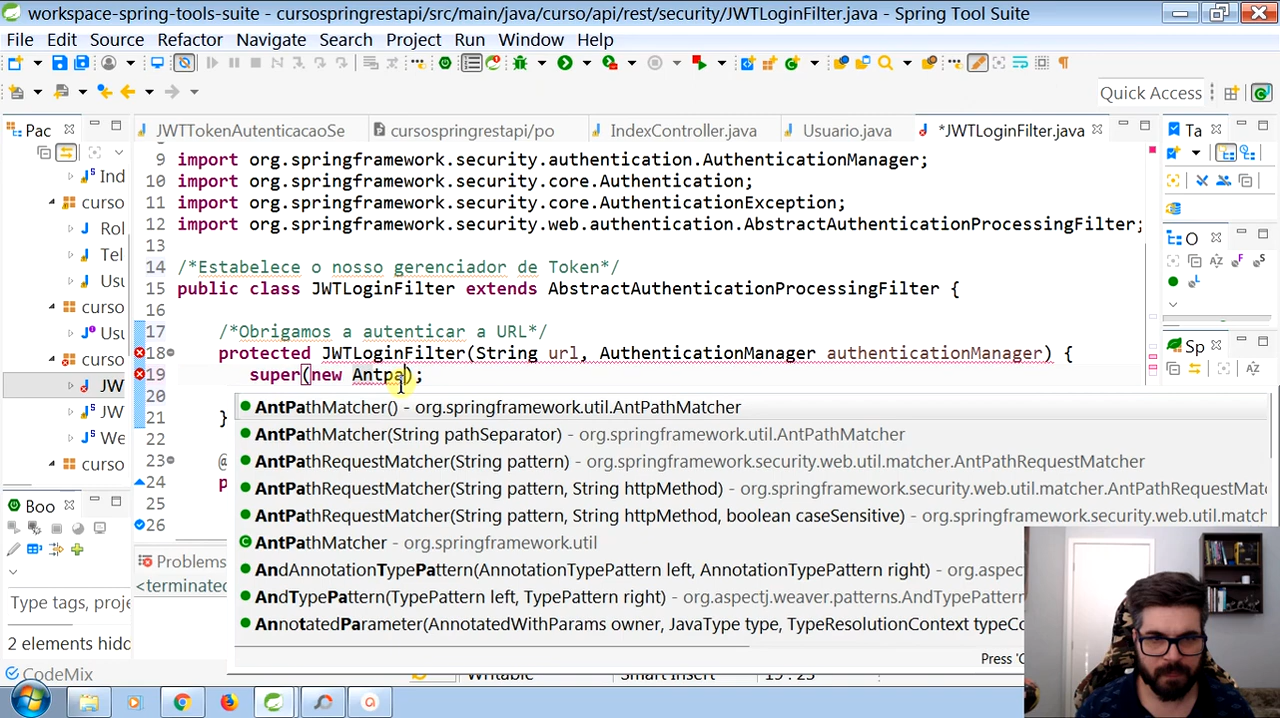 workspace-spring-tools-suite - cursospringrestapi/src/main/java/curso/api/rest/security/JWTLoginFilter.java - Spring Tool Suite
File Edit Source Refactor Navigate Search Project Run Window Help
Quick Access
Pac
JWTTokenAutenticacaoSe
cursospringrestapi/po
IndexController.java
Usuario.java
*JWTLoginFilter.java
Ta
Ind
curso
Rol
Tel
Usu
curso
Usu
curso
JW
JW
We
curso
9 import org.springframework.security.authentication.AuthenticationManager;
10 import org.springframework.security.core.Authentication;
11 import org.springframework.security.core.AuthenticationException;
12 import org.springframework.security.web.authentication.AbstractAuthenticationProcessingFilter;
13
14 /*Estabelece o nosso gerenciador de Token*/
15 public class JWTLoginFilter extends AbstractAuthenticationProcessingFilter {
17 /*Obrigamos a autenticar a URL*/
18 protected JWTLoginFilter(String url, AuthenticationManager authenticationManager) {
19 super(new Antpa);
20
21 }
22
23 @
24 p
25
26
AntPathMatcher() - org.springframework.util.AntPathMatcher
AntPathMatcher(String pathSeparator) - org.springframework.util.AntPathMatcher
AntPathRequestMatcher(String pattern) - org.springframework.security.web.util.matcher.AntPathRequestMatcher
AntPathRequestMatcher(String pattern, String httpMethod) - org.springframework.security.web.util.matcher.AntPathRequestMat
AntPathRequestMatcher(String pattern, String httpMethod, boolean caseSensitive) - org.springframework.security.web.util.match
AntPathMatcher - org.springframework.util
AndAnnotationTypePattern(AnnotationTypePattern left, AnnotationTypePattern right) - org.aspec
AndTypePattern(TypePattern left, TypePattern right) - org.aspectj.weaver.patterns.AndTypePattern
AnnotatedParameter(AnnotatedWithParams owner, JavaType type, TypeResolutionContext typeCo
Press 'C
O
Sp
Boo
Type tags, proje
2 elements hidd
Problems
<terminated
CodeMix
Writable
Smart Insert
19 : 25